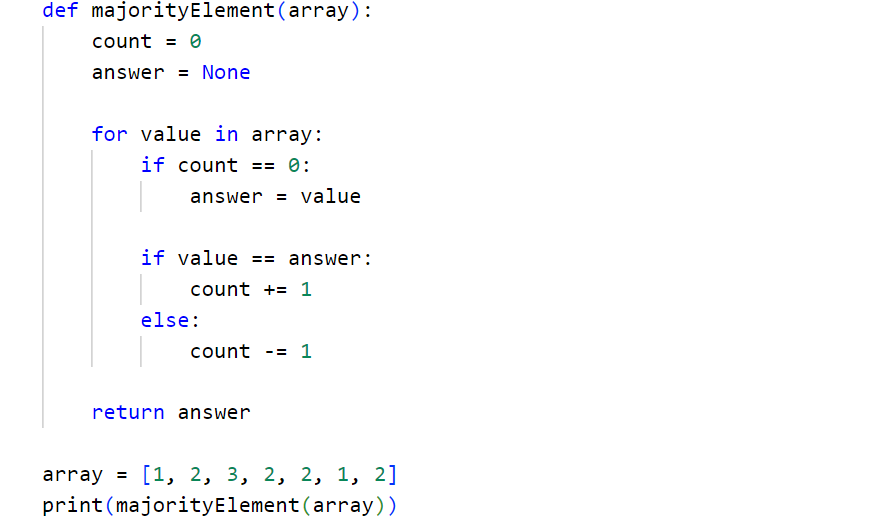 def majorityElement(array):
    count = 0
    answer = None

    for value in array:
        if count == 0:
            answer = value

        if value == answer:
            count += 1
        else:
            count -= 1

    return answer

array = [1, 2, 3, 2, 2, 1, 2]
print(majorityElement(array))